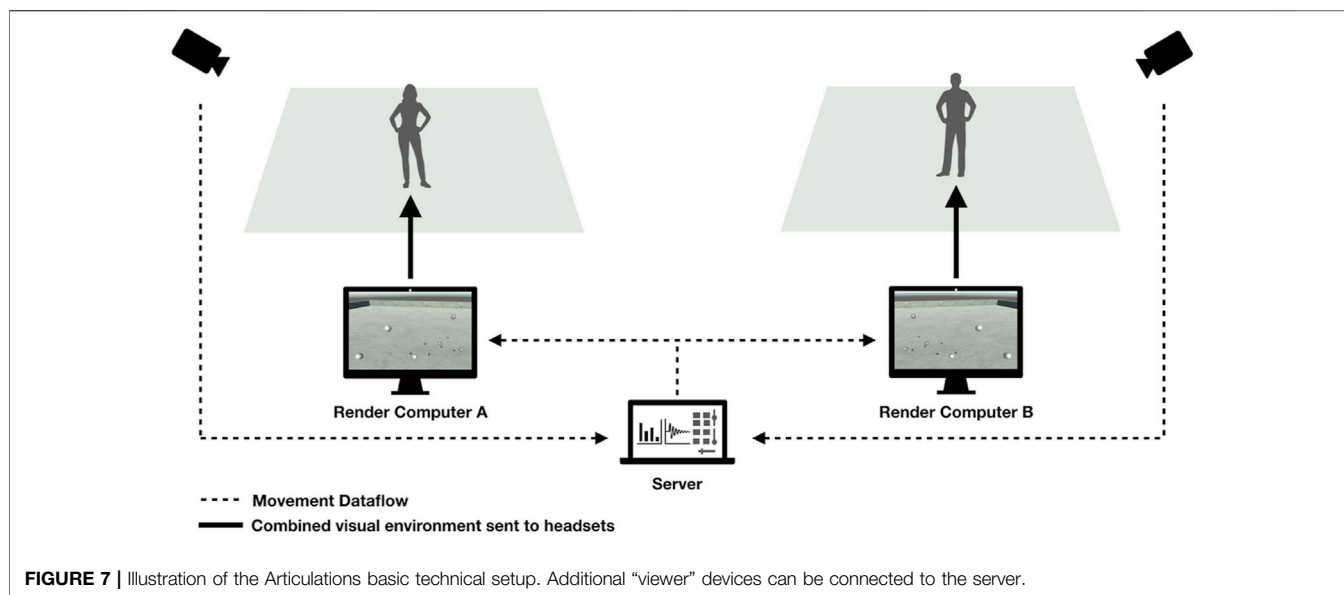 Render Computer A
Render Computer B
Server
Movement Dataflow
Combined visual environment sent to headsets
FIGURE 7 | Illustration of the Articulations basic technical setup. Additional “viewer” devices can be connected to the server.